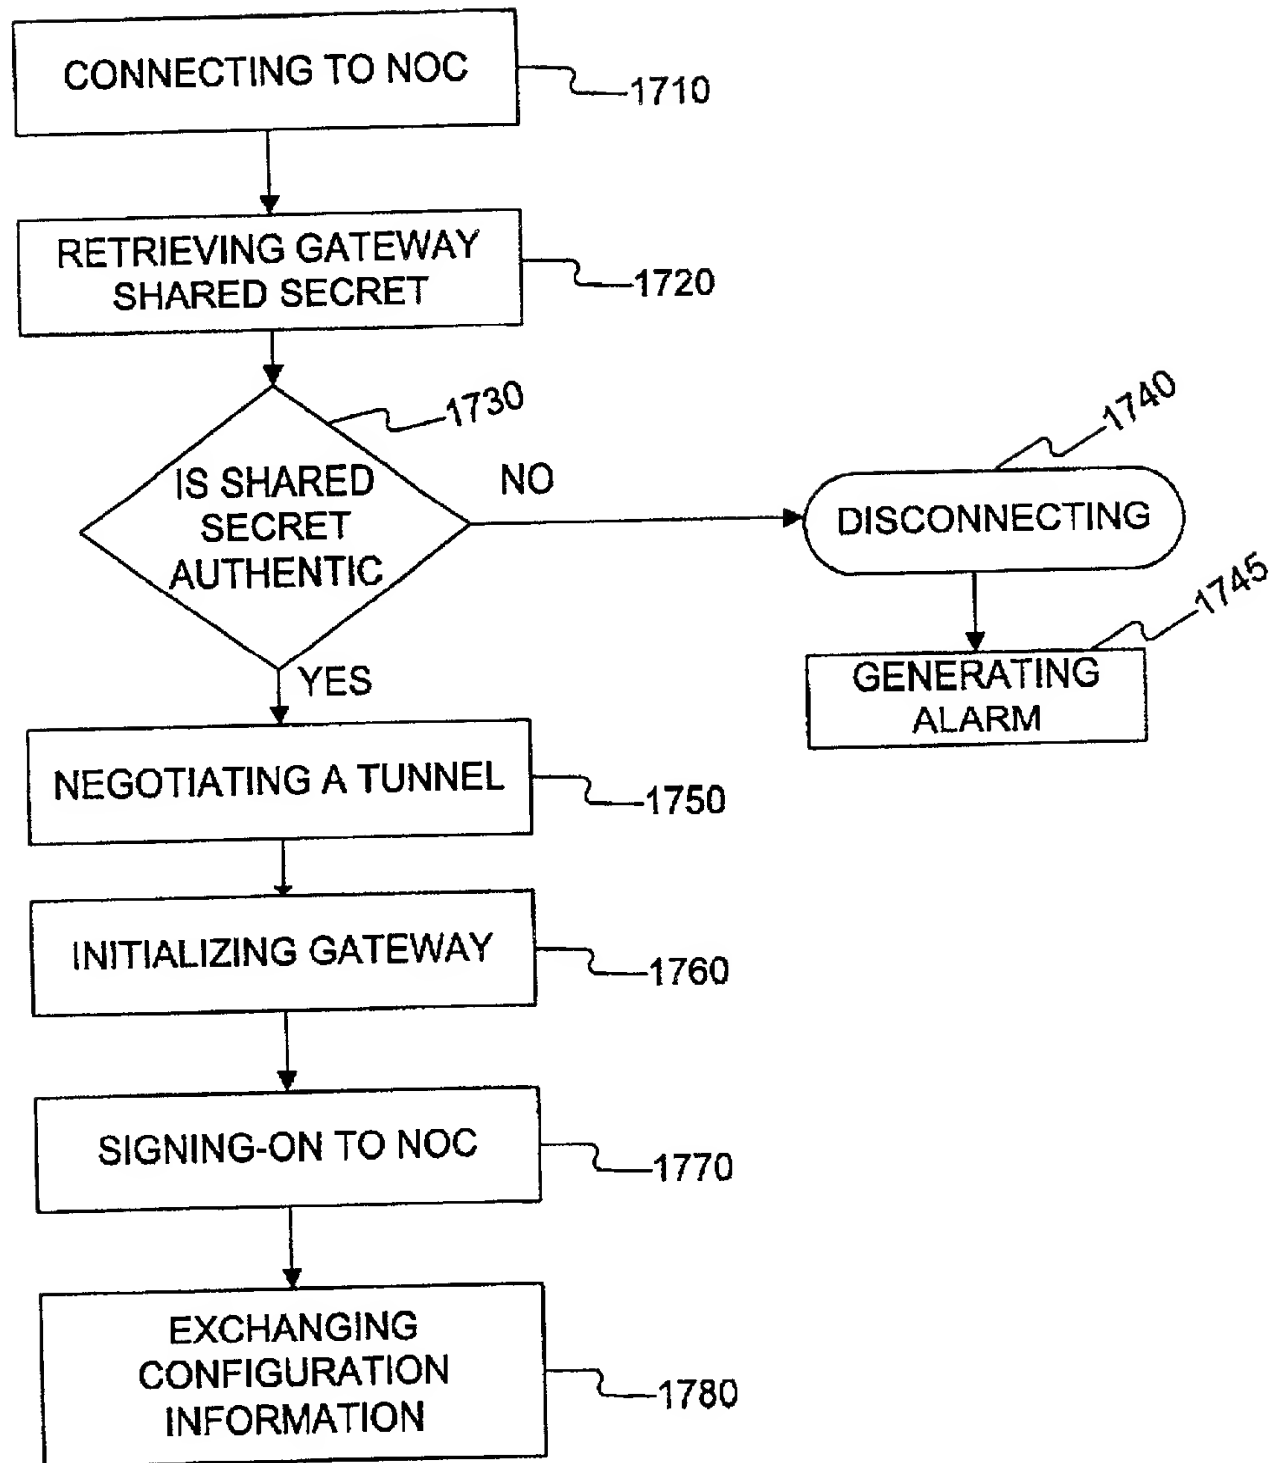 CONNECTING TO NOC
1710
RETRIEVING GATEWAY
SHARED SECRET
1720
1730
IS SHARED
SECRET
AUTHENTIC
NO
1740
DISCONNECTING
1745
GENERATING
ALARM
YES
NEGOTIATING A TUNNEL
1750
INITIALIZING GATEWAY
1760
SIGNING-ON TO NOC
1770
EXCHANGING
CONFIGURATION
INFORMATION
1780